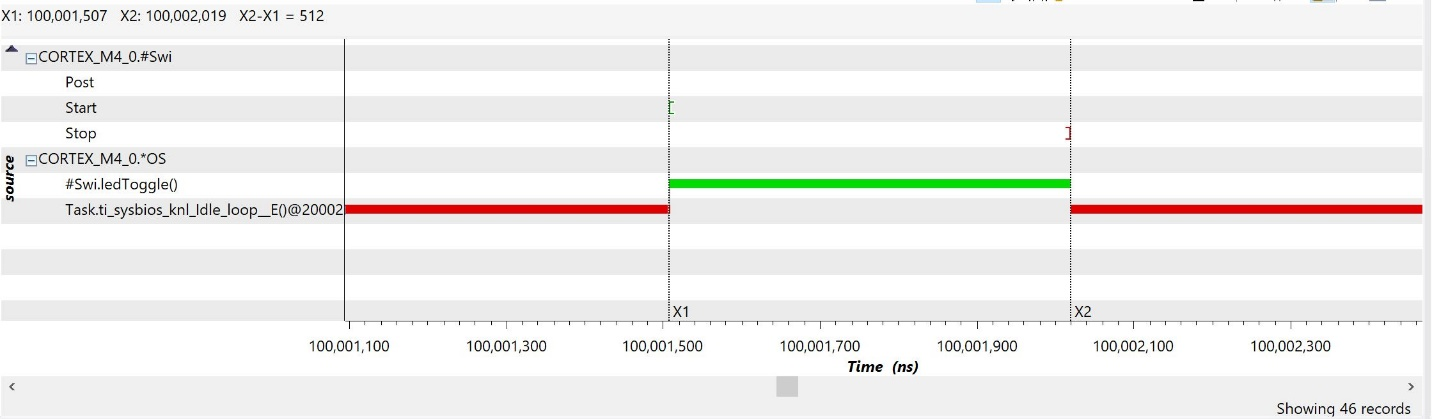 X1: 100,001,507 X2: 100,002,019 X2-X1 = 512
CORTEX_M4_0.#Swi
Post
Start
Stop
CORTEX_M4_0.*OS
#Swi.ledToggle()
Task.ti_sysbios_knl_Idle_loop__E()@20002
source
X1
X2
100,001,100 100,001,300 100,001,500 100,001,700 100,001,900 100,002,100 100,002,300
Time (ns)
Showing 46 records